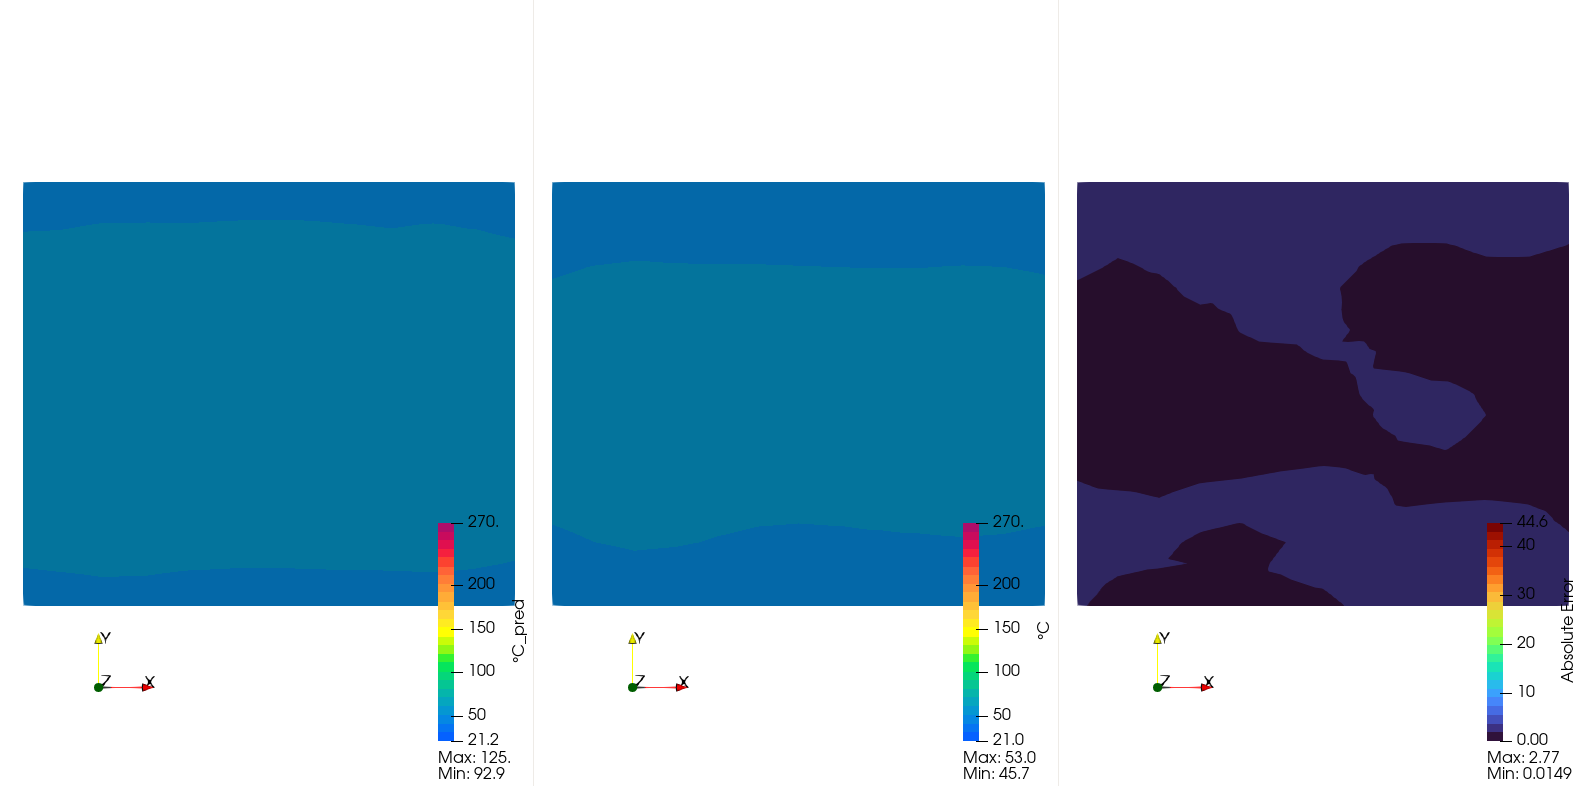 270.
200
150
100
50
21.2
°C_pred
Max: 125.
Min: 92.9
Y
Z
X
270.
200
150
100
50
21.0
°C
Max: 53.0
Min: 45.7
Y
Z
X
44.6
40
30
20
10
0.00
Absolute Error
Max: 2.77
Min: 0.0149
Y
Z
X